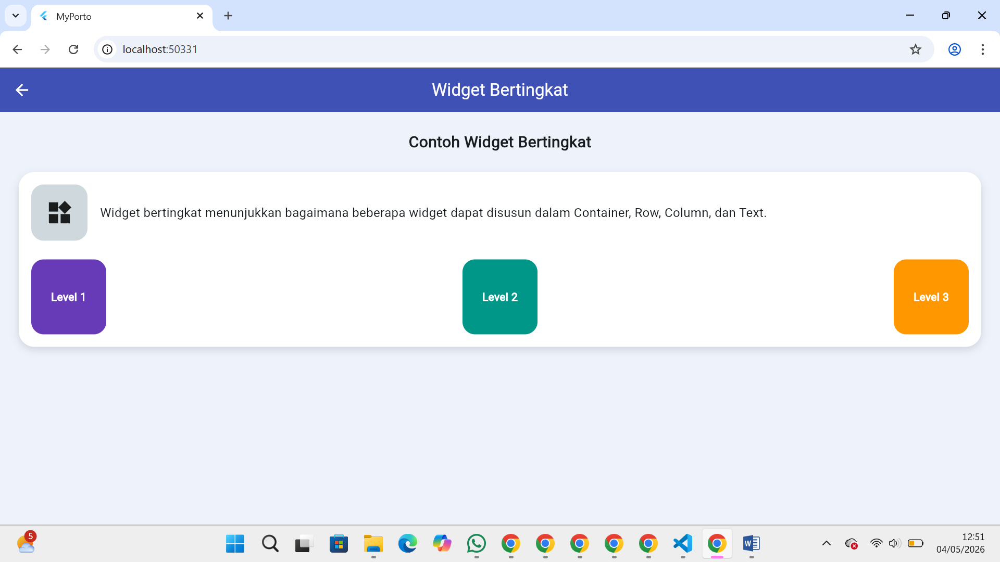 MyPorto
localhost:50331
Widget Bertingkat
Contoh Widget Bertingkat
Widget bertingkat menunjukkan bagaimana beberapa widget dapat disusun dalam Container, Row, Column, dan Text.
Level 1
Level 2
Level 3
5
W
12:51
04/05/2026